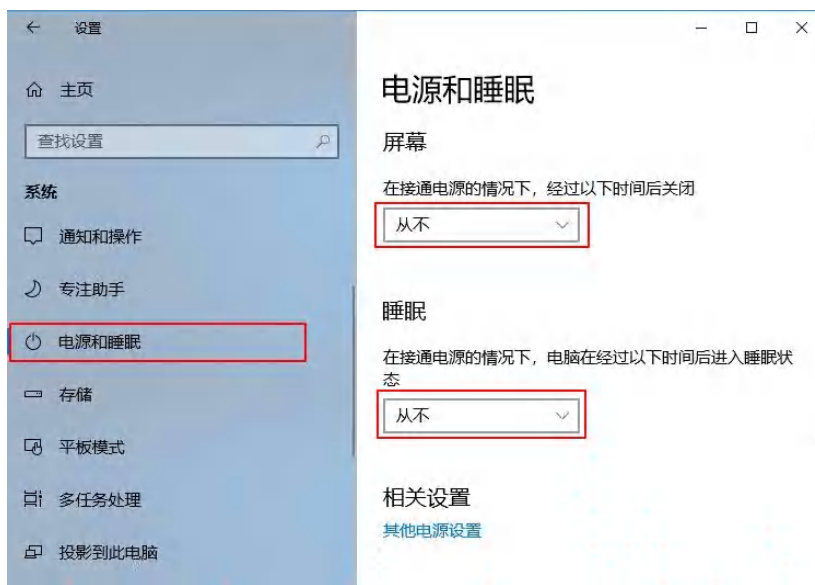 设置
主页
查找设置
系统
通知和操作
专注助手
电源和睡眠
存储
平板模式
多任务处理
投影到此电脑
电源和睡眠
屏幕
在接通电源的情况下，经过以下时间后关闭
从不
睡眠
在接通电源的情况下，电脑在经过以下时间后进入睡眠状
态
从不
相关设置
其他电源设置